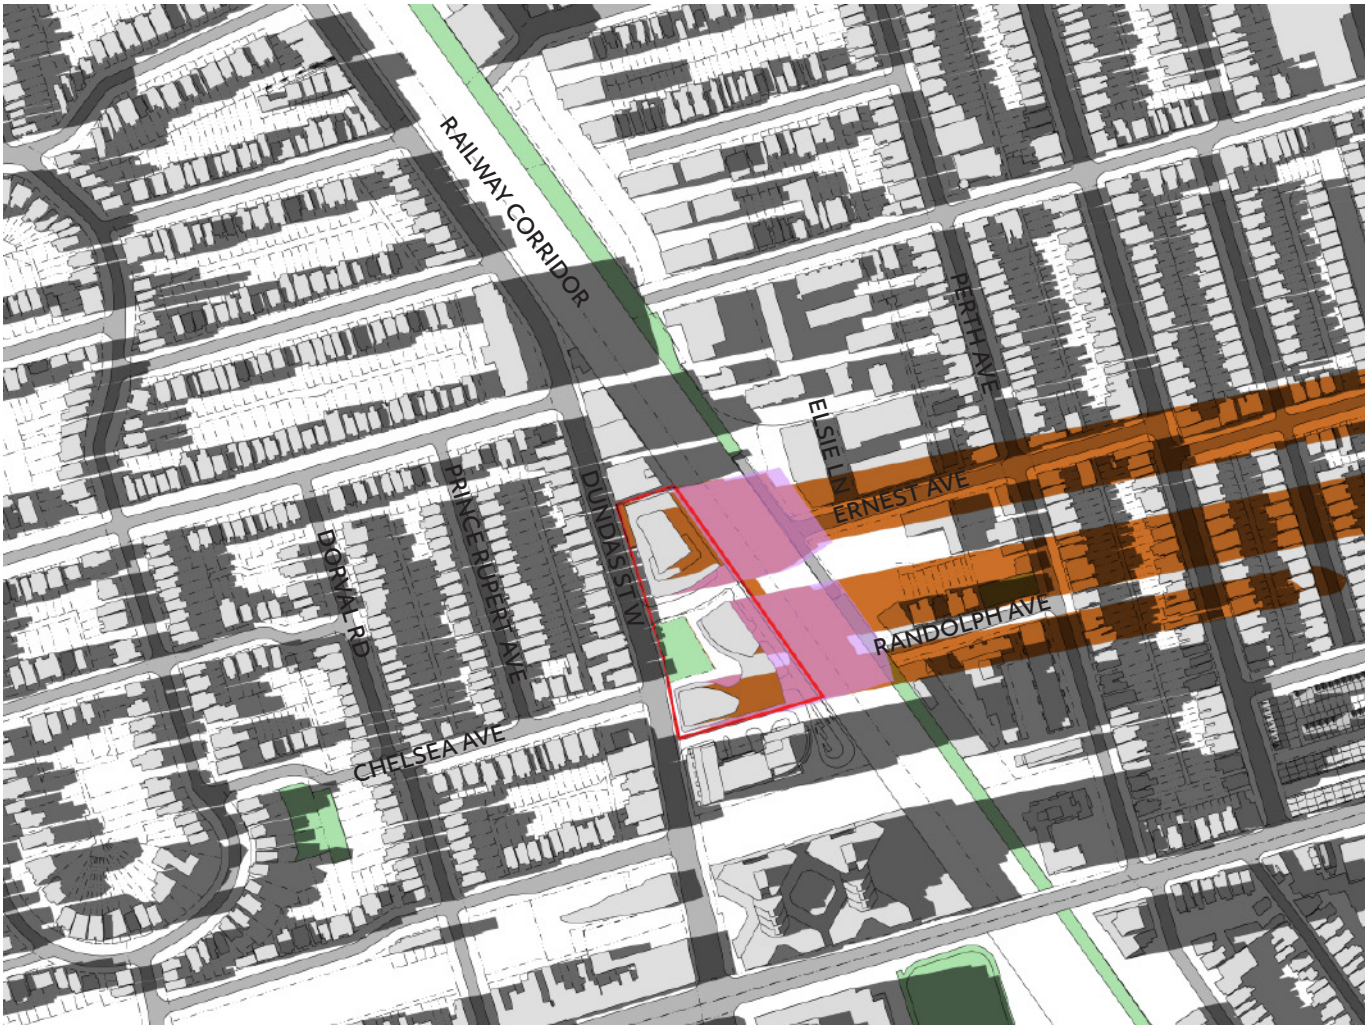 RAILWAY CORRIDOR
PERTH AVE
ELSIE LN
ERNEST AVE
DUNDAS ST W
PRINCE RUPERT AVE
DORVAL RD
RANDOLPH AVE
CHELSEA AVE